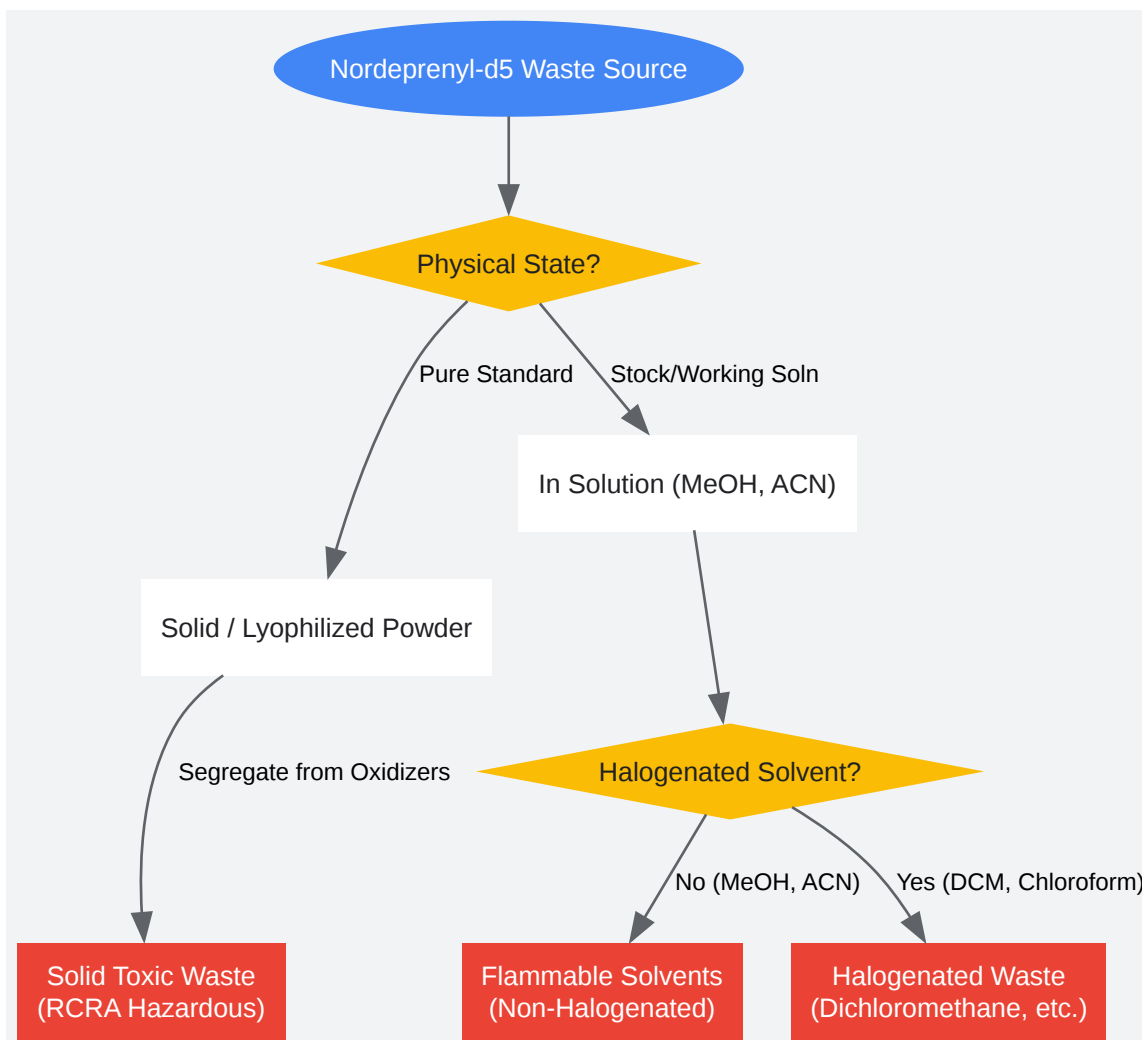 Nordeprenyl-d5 Waste Source
Physical State?
Pure Standard
Stock/Working Soln
In Solution (MeOH, ACN)
Solid / Lyophilized Powder
Segregate from Oxidizers
Halogenated Solvent?
No (MeOH, ACN)
Yes (DCM, Chloroform)
Solid Toxic Waste
(RCRA Hazardous)
Flammable Solvents
(Non-Halogenated)
Halogenated Waste
(Dichloromethane, etc.)